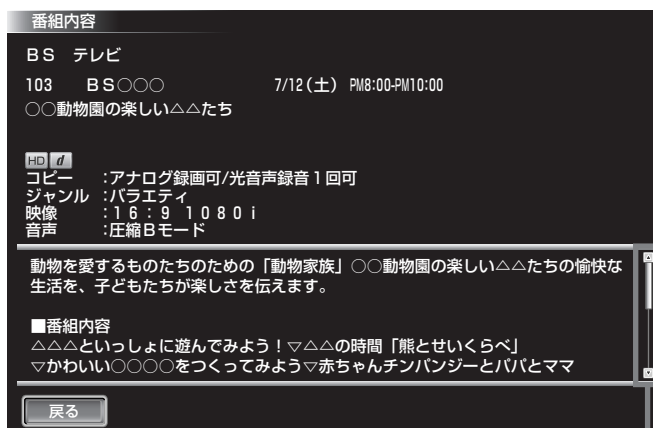 番組内容
BS テレビ
103 BS○○○ 7/12(土) PM8:00-PM10:00
○○動物園の楽しい△△たち
HD d
コピー :アナログ録画可/光音声録音1回可
ジャンル :バラエティ
映像 :16:9 1080i
音声 :圧縮Bモード
動物を愛するものたちのための「動物家族」○○動物園の楽しい△△たちの愉快な
生活を、子どもたちが楽しさを伝えます。
■番組内容
△△△といっしょに遊んでみよう!▽△△の時間「熊とせいくらべ」
▽かわいい○○○○をつくってみよう▽赤ちゃんチンパンジーとパパとママ
戻る